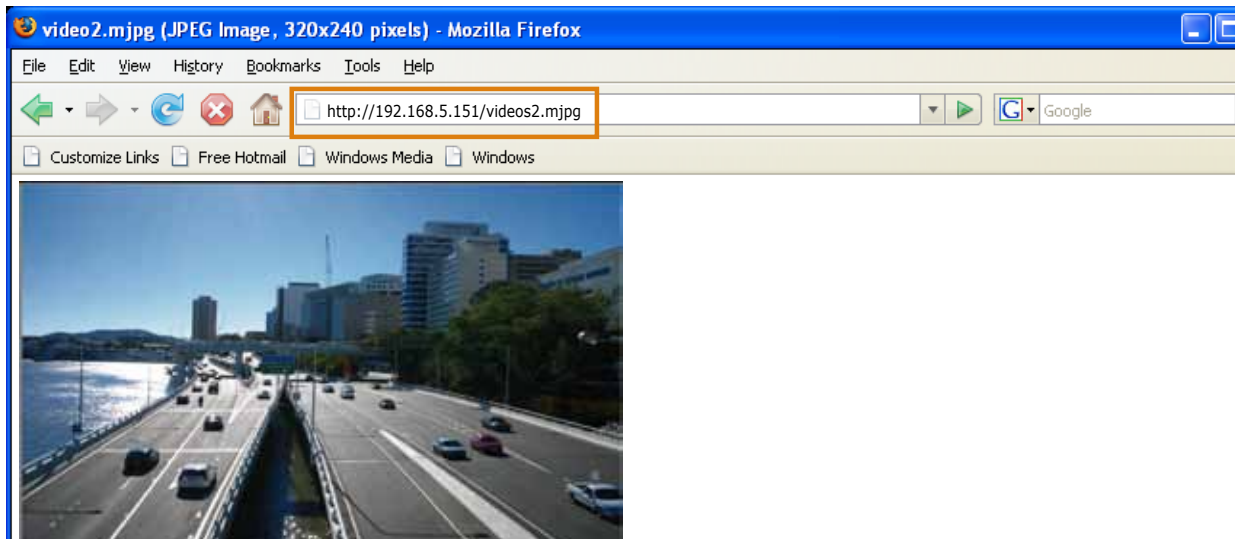 video2.mjpg (JPEG Image, 320x240 pixels) - Mozilla Firefox
File Edit View History Bookmarks Tools Help
http://192.168.5.151/videos2.mjpg Google
Customize Links Free Hotmail Windows Media Windows